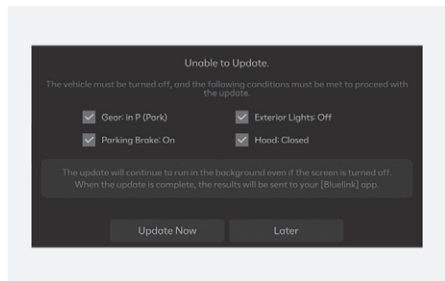 Unable to Update.
The vehicle must be turned off, and the following conditions must be met to proceed with
the update.
Gear: in P (Park)
Exterior Lights: Off
Parking Brake: On
Hood: Closed
The update will continue to run in the background even if the screen is turned off.
When the update is complete, the results will be sent to your [Bluelink] app.
Update Now
Later